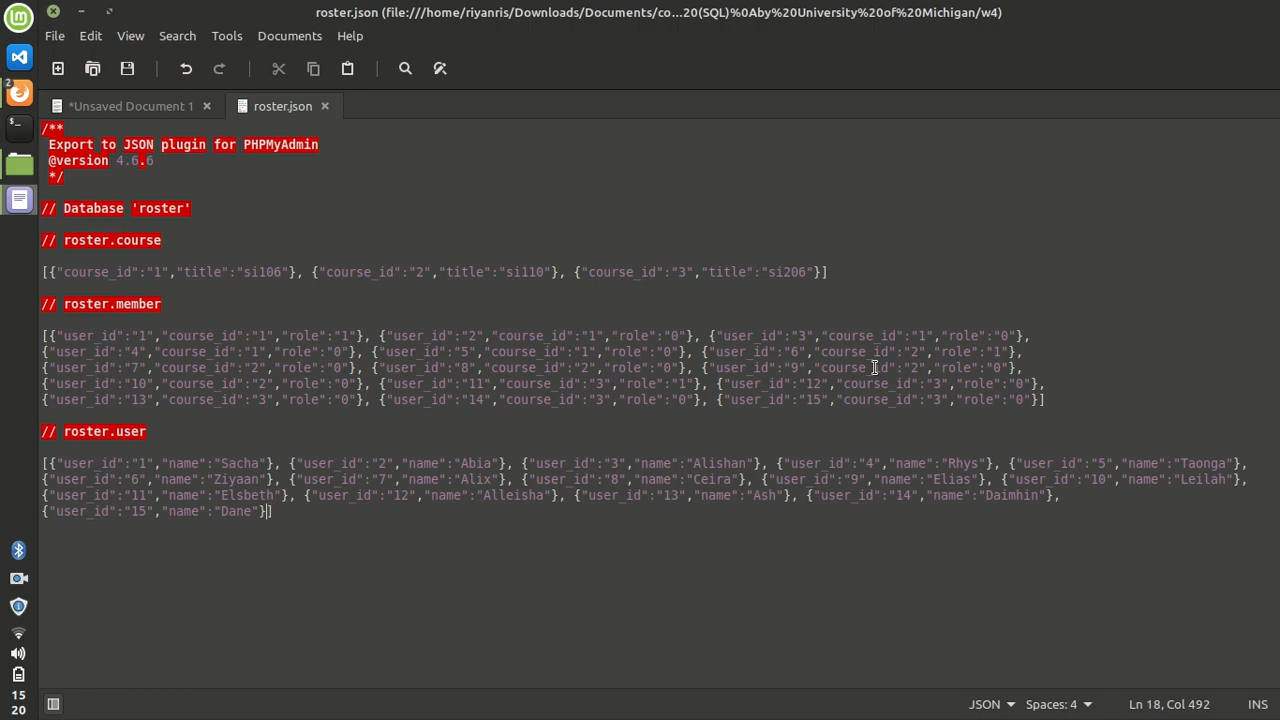 roster.json (file:///home/riyanris/Downloads/Documents/co...20(SQL)%0Aby%20University%20of%20Michigan/w4)
File Edit View Search Tools Documents Help
*Unsaved Document 1 roster.json
2
/**
Export to JSON plugin for PHPMyAdmin
@version 4.6.6
*/
// Database 'roster'
// roster.course
[{"course_id":"1","title":"si106"}, {"course_id":"2","title":"si110"}, {"course_id":"3","title":"si206"}]
// roster.member
[{"user_id":"1","course_id":"1","role":"1"}, {"user_id":"2","course_id":"1","role":"0"}, {"user_id":"3","course_id":"1","role":"0"},
{"user_id":"4","course_id":"1","role":"0"}, {"user_id":"5","course_id":"1","role":"0"}, {"user_id":"6","course_id":"2","role":"1"},
{"user_id":"7","course_id":"2","role":"0"}, {"user_id":"8","course_id":"2","role":"0"}, {"user_id":"9","course_id":"2","role":"0"},
{"user_id":"10","course_id":"2","role":"0"}, {"user_id":"11","course_id":"3","role":"1"}, {"user_id":"12","course_id":"3","role":"0"},
{"user_id":"13","course_id":"3","role":"0"}, {"user_id":"14","course_id":"3","role":"0"}, {"user_id":"15","course_id":"3","role":"0"}]
// roster.user
[{"user_id":"1","name":"Sacha"}, {"user_id":"2","name":"Abia"}, {"user_id":"3","name":"Alishan"}, {"user_id":"4","name":"Rhys"}, {"user_id":"5","name":"Taonga"},
{"user_id":"6","name":"Ziyaan"}, {"user_id":"7","name":"Alix"}, {"user_id":"8","name":"Ceira"}, {"user_id":"9","name":"Elias"}, {"user_id":"10","name":"Leilah"},
{"user_id":"11","name":"Elsbeth"}, {"user_id":"12","name":"Alleisha"}, {"user_id":"13","name":"Ash"}, {"user_id":"14","name":"Daimhin"},
{"user_id":"15","name":"Dane"}]
15
20
JSON Spaces: 4 Ln 18, Col 492 INS